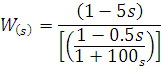 W₍ₛ₎ = (1 − 5s) / [((1 − 0.5s) / (1 + 100ₛ))]